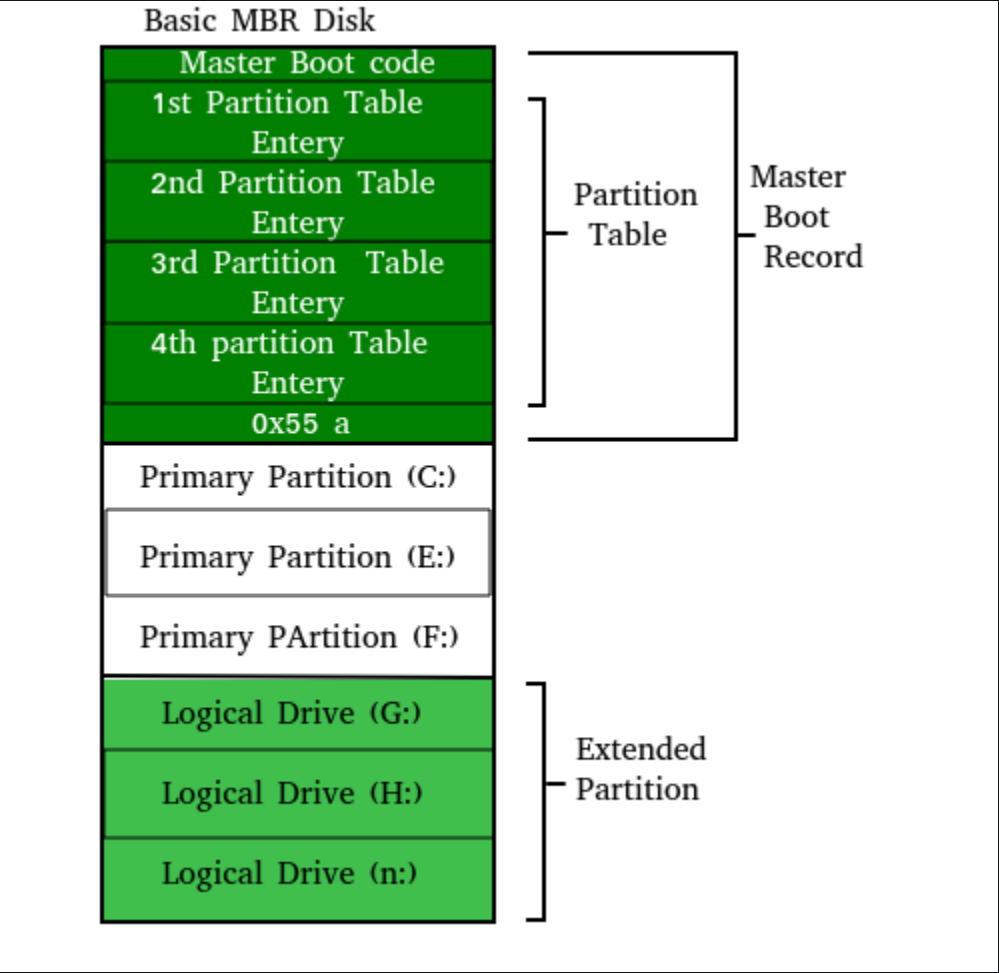 Basic MBR Disk
Master Boot code
1st Partition Table
Entery
2nd Partition Table
Entery
3rd Partition Table
Entery
4th partition Table
Entery
0x55 a
Partition
Table
Master
Boot
Record
Primary Partition (C:)
Primary Partition (E:)
Primary PArtition (F:)
Logical Drive (G:)
Logical Drive (H:)
Logical Drive (n:)
Extended
Partition